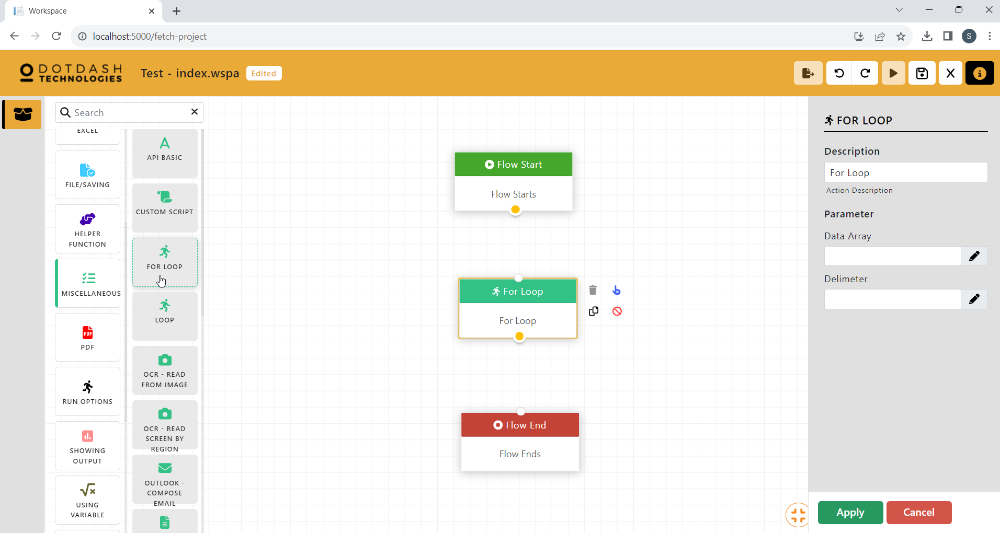 Workspace
localhost:5000/fetch-project
S
DOTDASH
TECHNOLOGIES
Test - index.wspa
Edited
Search
EXCEL
FILE/SAVING
HELPER
FUNCTION
MISCELLANEOUS
PDF
PDF
RUN OPTIONS
SHOWING
OUTPUT
USING
VARIABLE
API BASIC
CUSTOM SCRIPT
FOR LOOP
LOOP
OCR - READ
FROM IMAGE
OCR - READ
SCREEN BY
REGION
OUTLOOK -
COMPOSE
EMAIL
Flow Start
Flow Starts
For Loop
For Loop
Flow End
Flow Ends
FOR LOOP
Description
For Loop
Action Description
Parameter
Data Array
Delimeter
Apply
Cancel